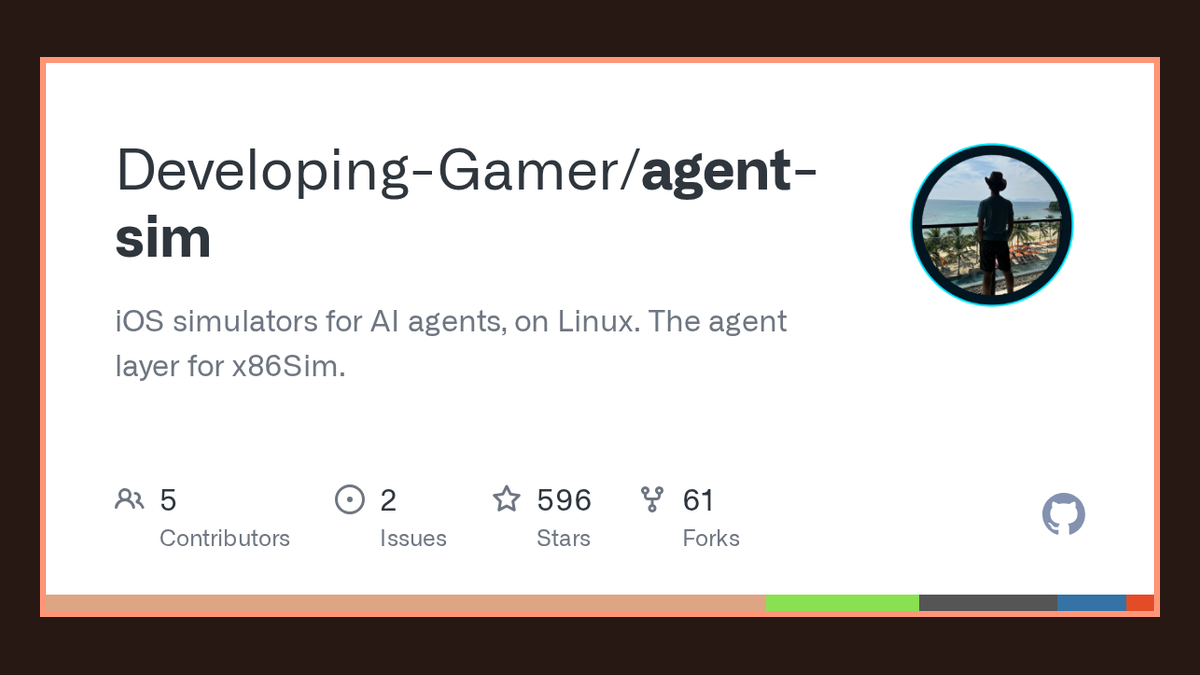 Developing-Gamer/agent-
sim
iOS simulators for AI agents, on Linux. The agent
layer for x86Sim.
5
Contributors
2
Issues
596
Stars
61
Forks